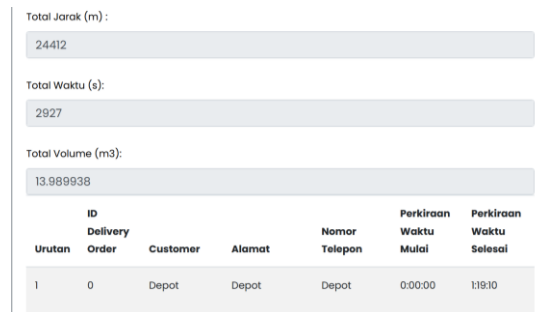 Total Jarak (m) :
24412
Total Waktu (s):
2927
Total Volume (m3):
13.989938
Urutan ID Delivery Order Customer Alamat Nomor Telepon Perkiraan Waktu Mulai Perkiraan Waktu Selesai
1 0 Depot Depot Depot 0:00:00 1:19:10